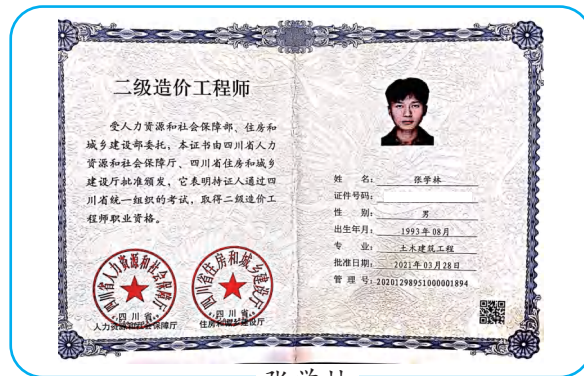 二级造价工程师
受人力资源和社会保障部、住房和
城乡建设部委托，本证书由四川省人力
资源和社会保障厅、四川省住房和城乡
建设厅批准颁发，它表明持证人通过四
川省统一组织的考试，取得二级造价工
程师职业资格。
四川省人力资源和社会保障厅
四川省
人力资源和社会保障厅
四川省住房和城乡建设厅
四川省
住房和城乡建设厅
姓 名： 张学林
证件号码：
性 别： 男
出生年月： 1993年08月
专 业： 土木建筑工程
批准日期： 2021年03月28日
管 理 号：20201298951000001894